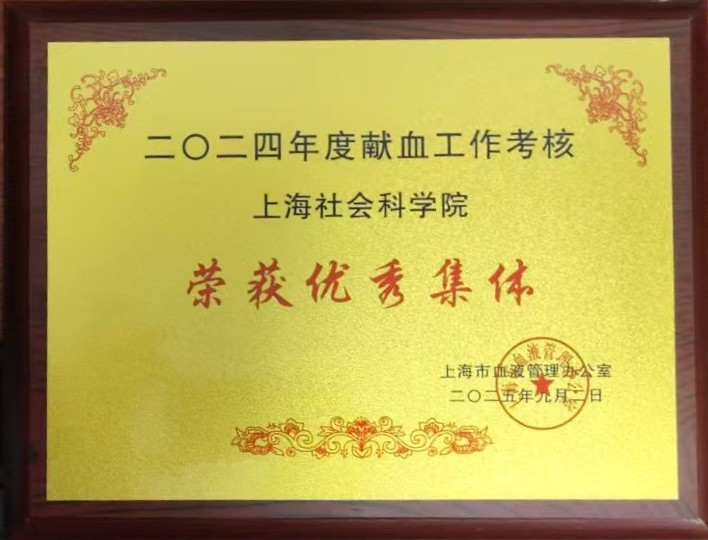 二〇二四年度献血工作考核
上海社会科学院
荣获优秀集体
上海市血液管理办公室
二〇二五年九月二日